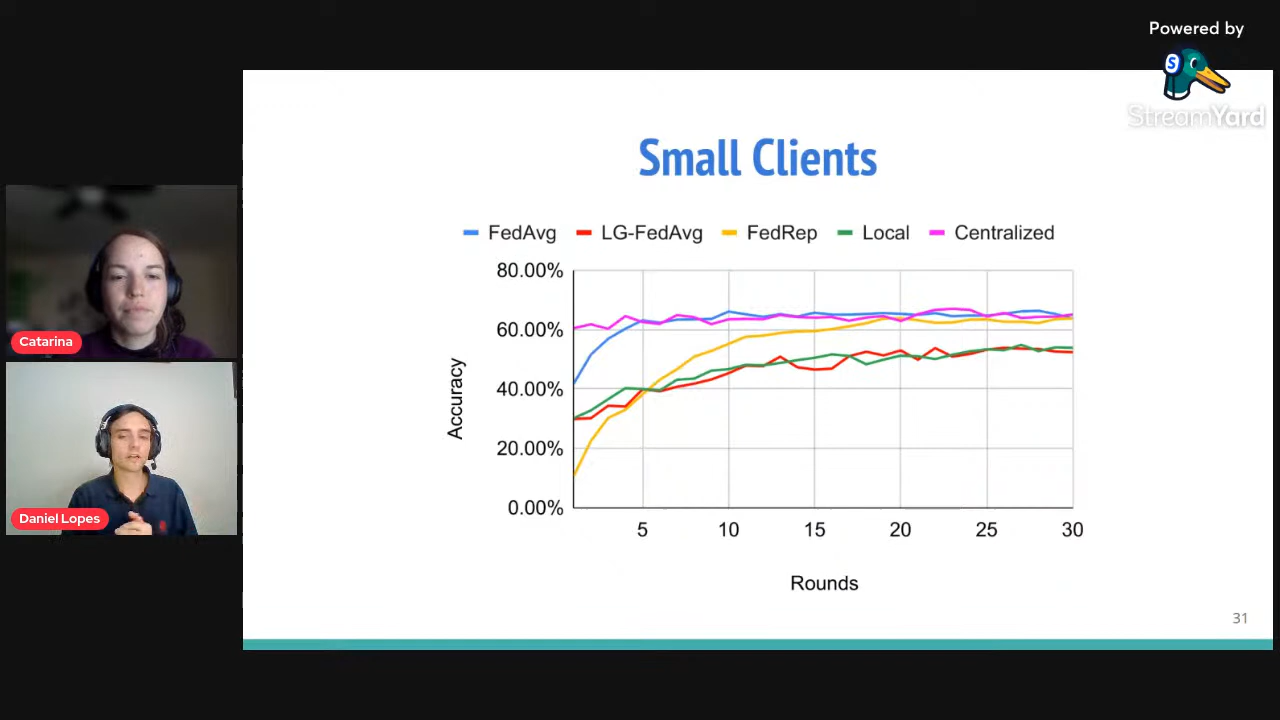 Powered by
StreamYard
Small Clients
FedAvg LG-FedAvg FedRep Local Centralized
80.00%
60.00%
40.00%
20.00%
0.00%
Accuracy
5 10 15 20 25 30
Rounds
31
Catarina
Daniel Lopes